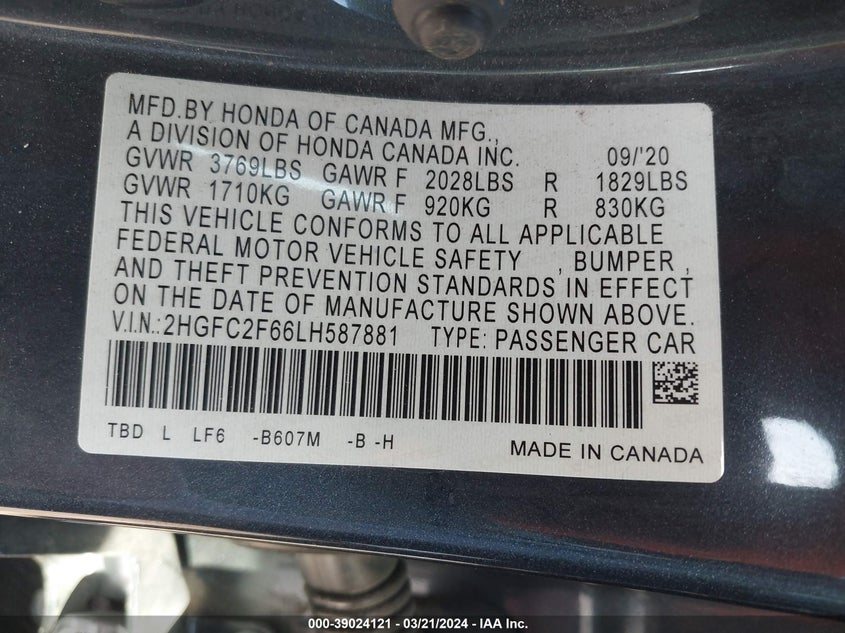 MFD.BY HONDA OF CANADA MFG.,
A DIVISION OF HONDA CANADA INC. 09/'20
GVWR 3769LBS GAWR F 2028LBS R 1829LBS
GVWR 1710KG GAWR F 920KG R 830KG
THIS VEHICLE CONFORMS TO ALL APPLICABLE
FEDERAL MOTOR VEHICLE SAFETY , BUMPER ,
AND THEFT PREVENTION STANDARDS IN EFFECT
ON THE DATE OF MANUFACTURE SHOWN ABOVE.
V.I.N.:2HGFC2F66LH587881 TYPE: PASSENGER CAR
TBD L LF6 -B607M -B -H MADE IN CANADA
000-39024121 - 03/21/2024 - IAA Inc.